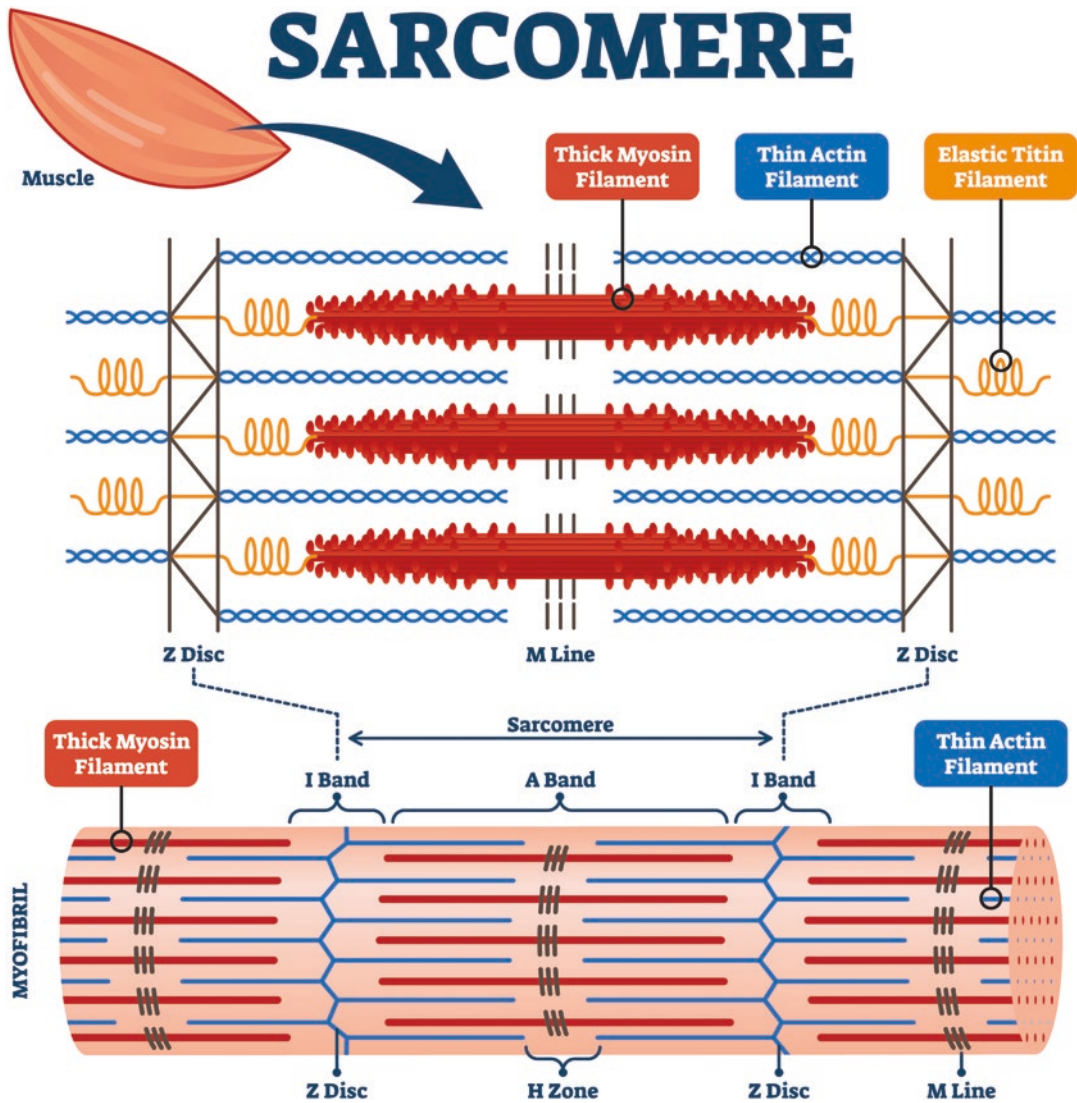 SARCOMERE
Muscle
Thick Myosin
Filament
Thin Actin
Filament
Elastic Titin
Filament
Z Disc
M Line
Z Disc
Sarcomere
Thick Myosin
Filament
Thin Actin
Filament
I Band
A Band
I Band
MYOFIBRIL
Z Disc
H Zone
Z Disc
M Line